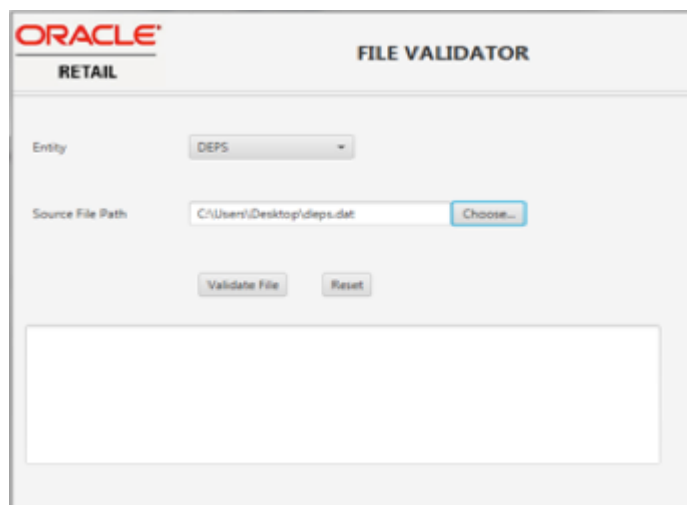 ORACLE
RETAIL
FILE VALIDATOR
Entity
DEPS
Source File Path
C:\Users\Desktop\deps.dat
Choose...
Validate File
Reset